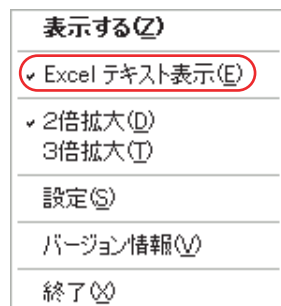 表示する(Z)
✓ Excel テキスト表示(E)
✓ 2倍拡大(D)
3倍拡大(T)
設定(S)
バージョン情報(V)
終了(X)